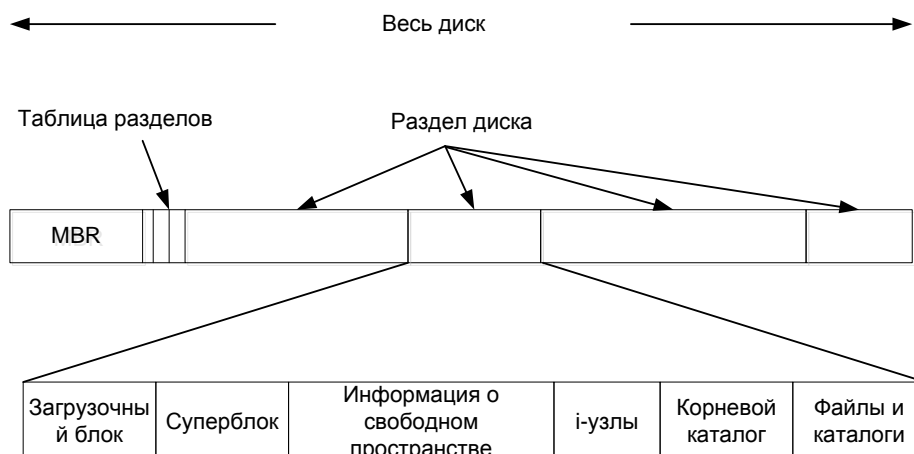 Весь диск
Таблица разделов
Раздел диска
MBR
Загрузочны
й блок
Суперблок
Информация о
свободном
пространстве
i-узлы
Корневой
каталог
Файлы и
каталоги